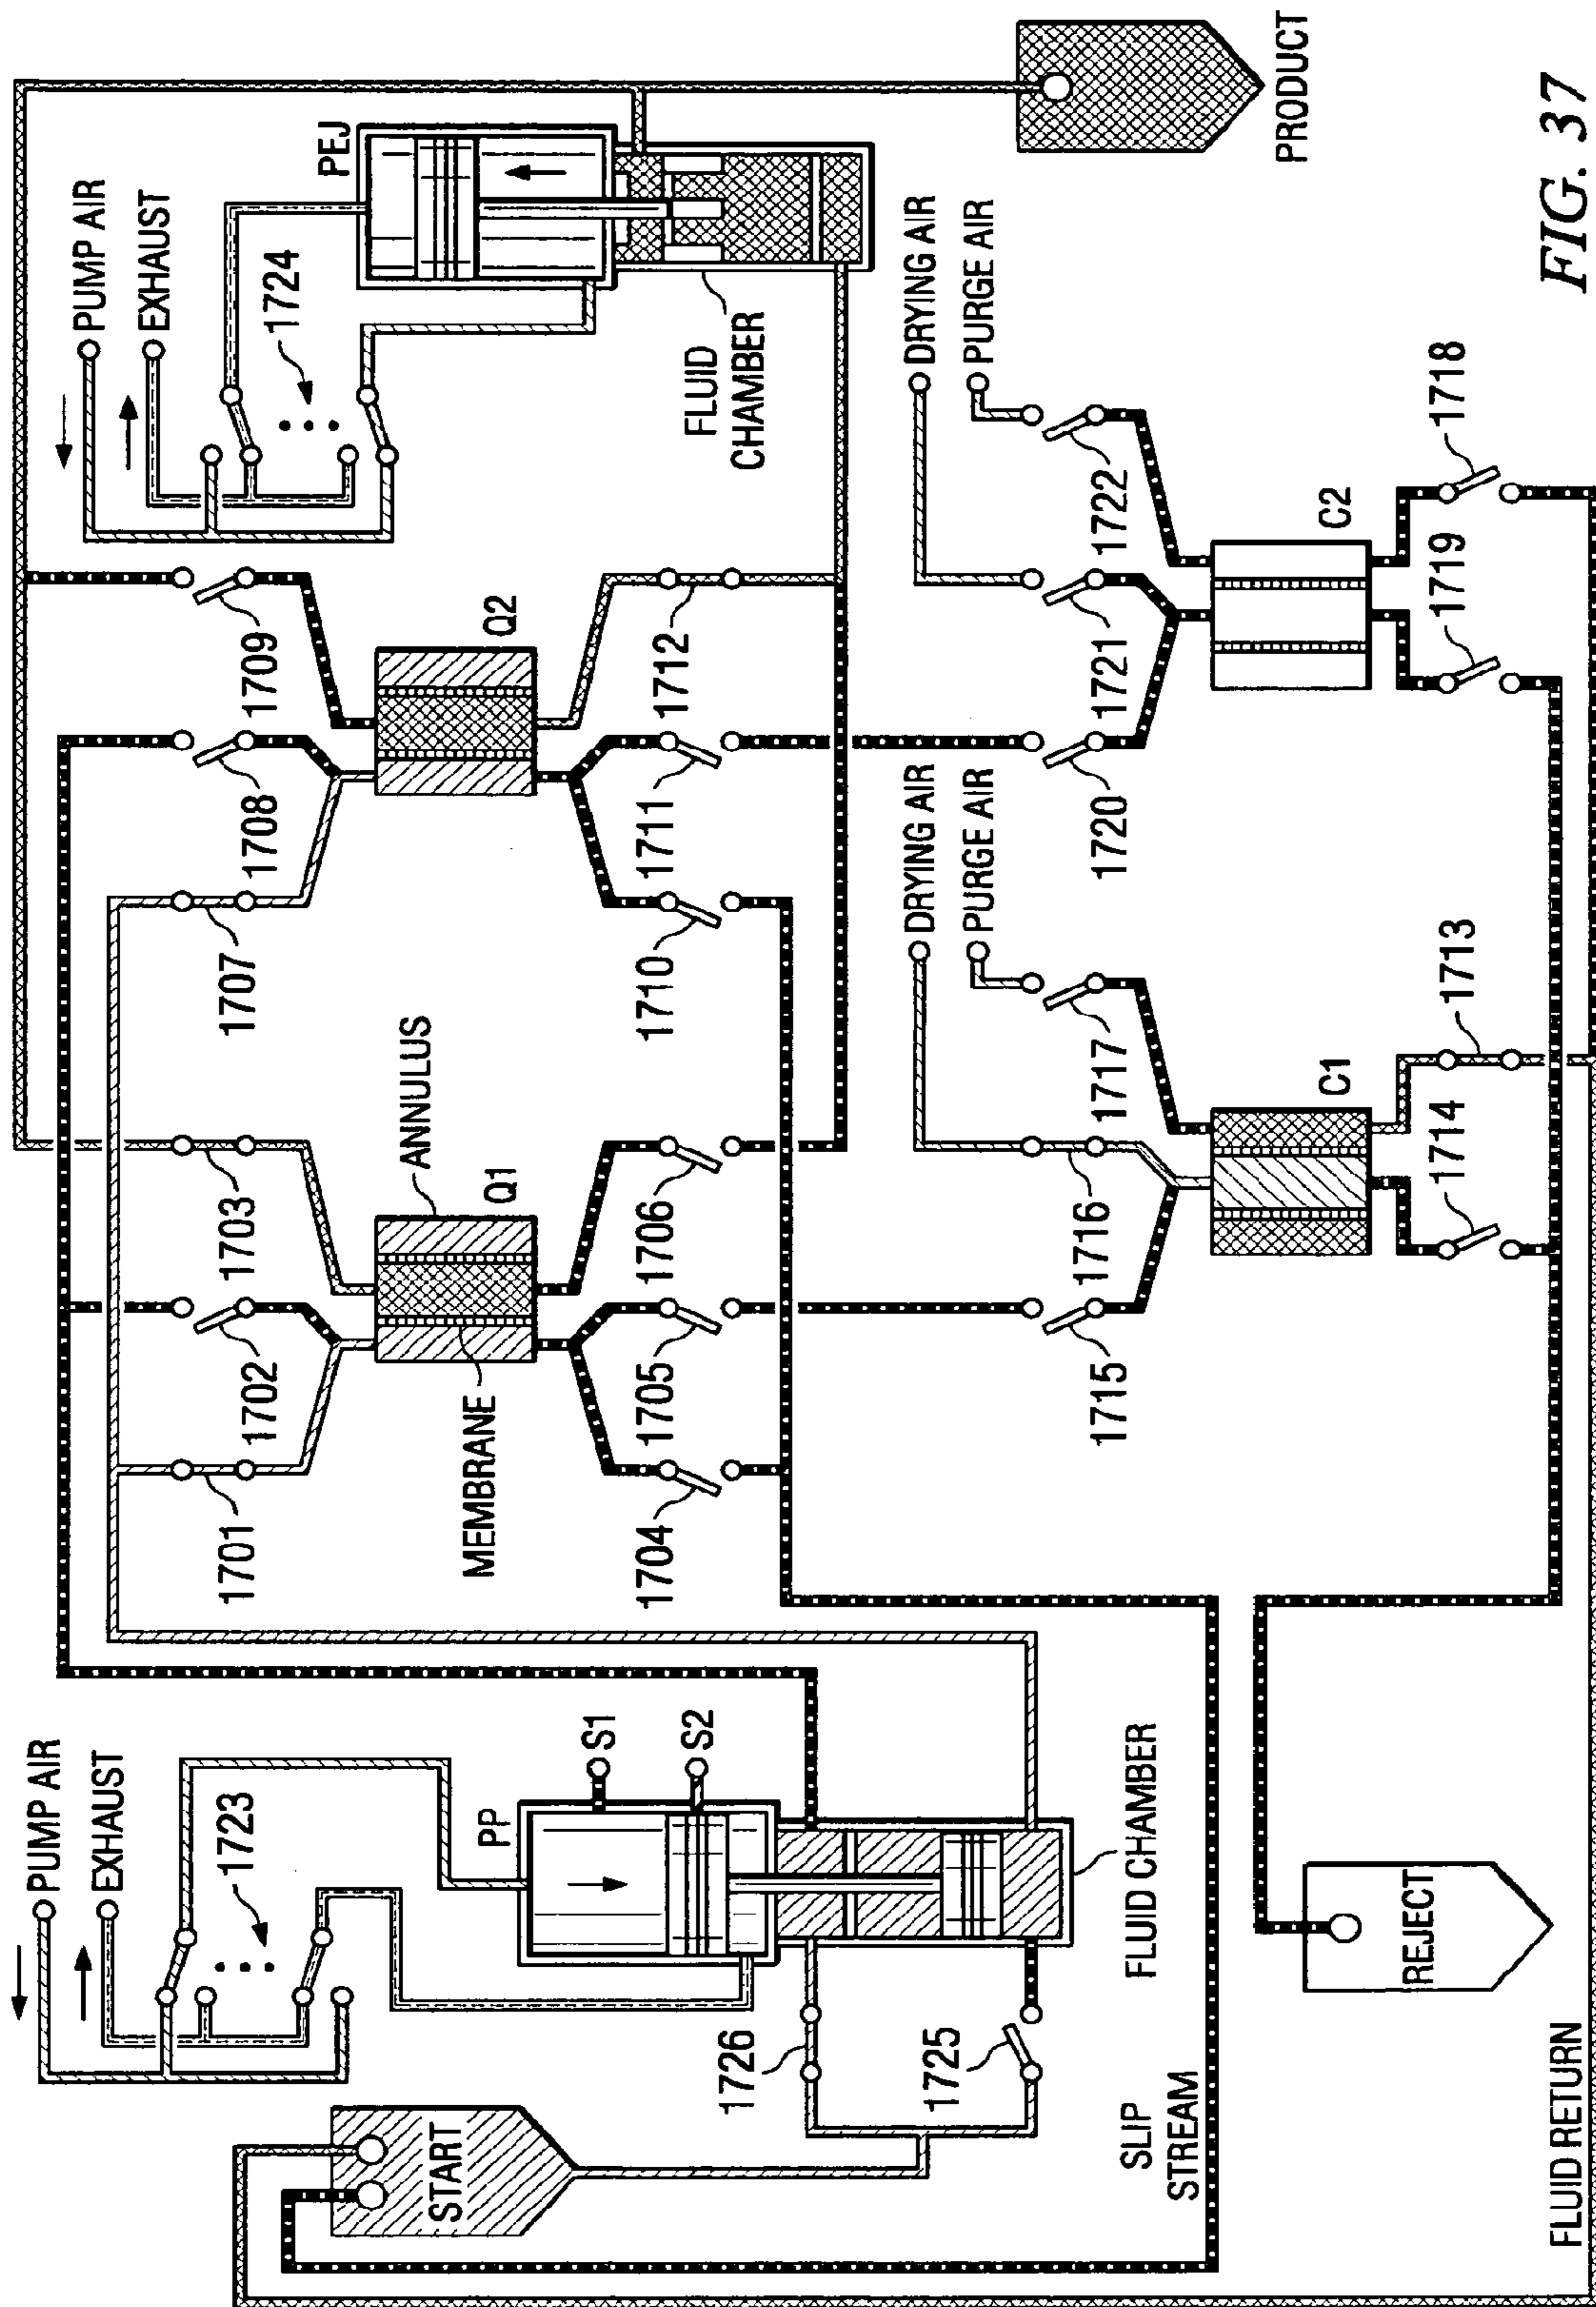 PUMP AIR
EXHAUST
1723
START
PP
S1
S2
1726
1725
FLUID CHAMBER
SLIP
STREAM
REJECT
FLUID RETURN
1701
1702
1703
ANNULUS
MEMBRANE
Q1
1704
1705
1706
1707
1708
1709
Q2
1710
1711
1712
PUMP AIR
EXHAUST
1724
PEJ
FLUID
CHAMBER
PRODUCT
DRYING AIR
PURGE AIR
1715
1716
1717
C1
1714
1713
DRYING AIR
PURGE AIR
1720
1721
1722
C2
1719
1718
FIG. 37